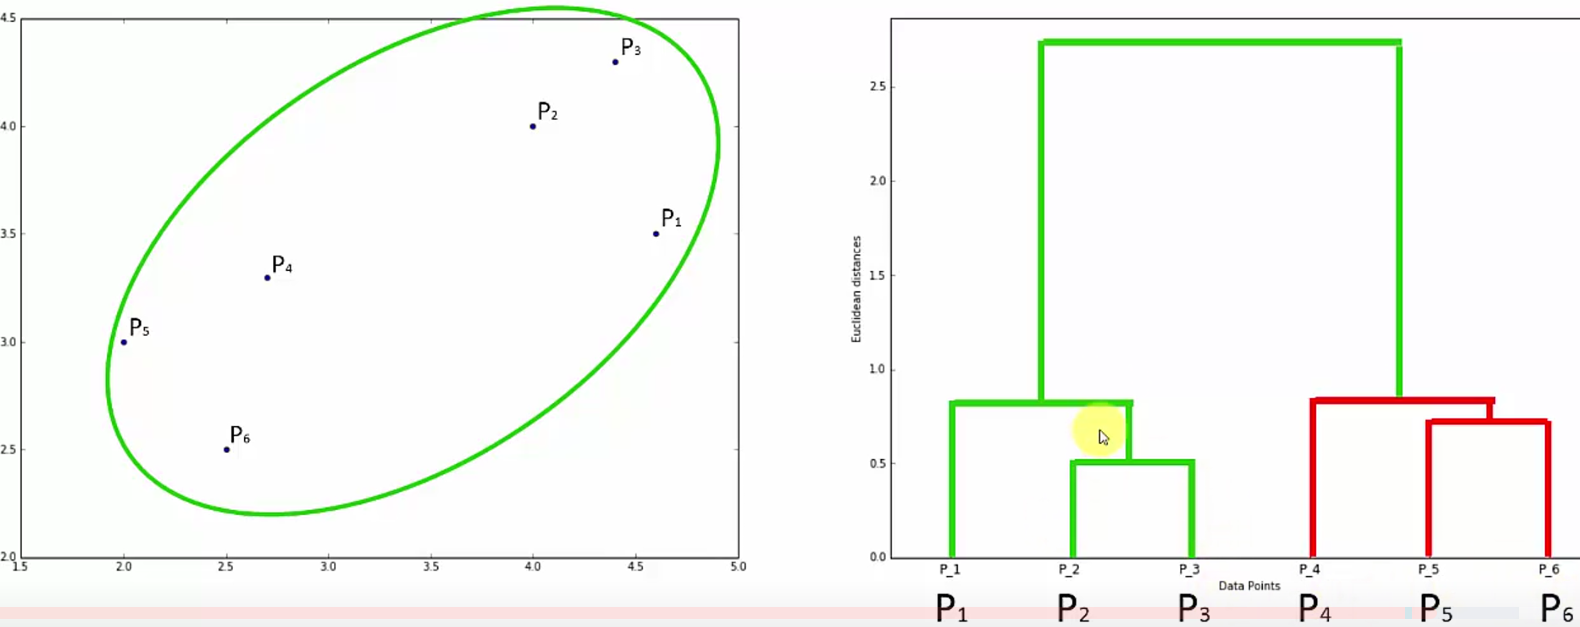 4.5
P3
4.0
P2
3.5
P1
P4
3.0
P5
2.5
P6
2.0
1.5 2.0 2.5 3.0 3.5 4.0 4.5 5.0
Euclidean distances
2.5
2.0
1.5
1.0
0.5
0.0
P_1 P_2 P_3 P_4 P_5 P_6
Data Points
P1 P2 P3 P4 P5 P6